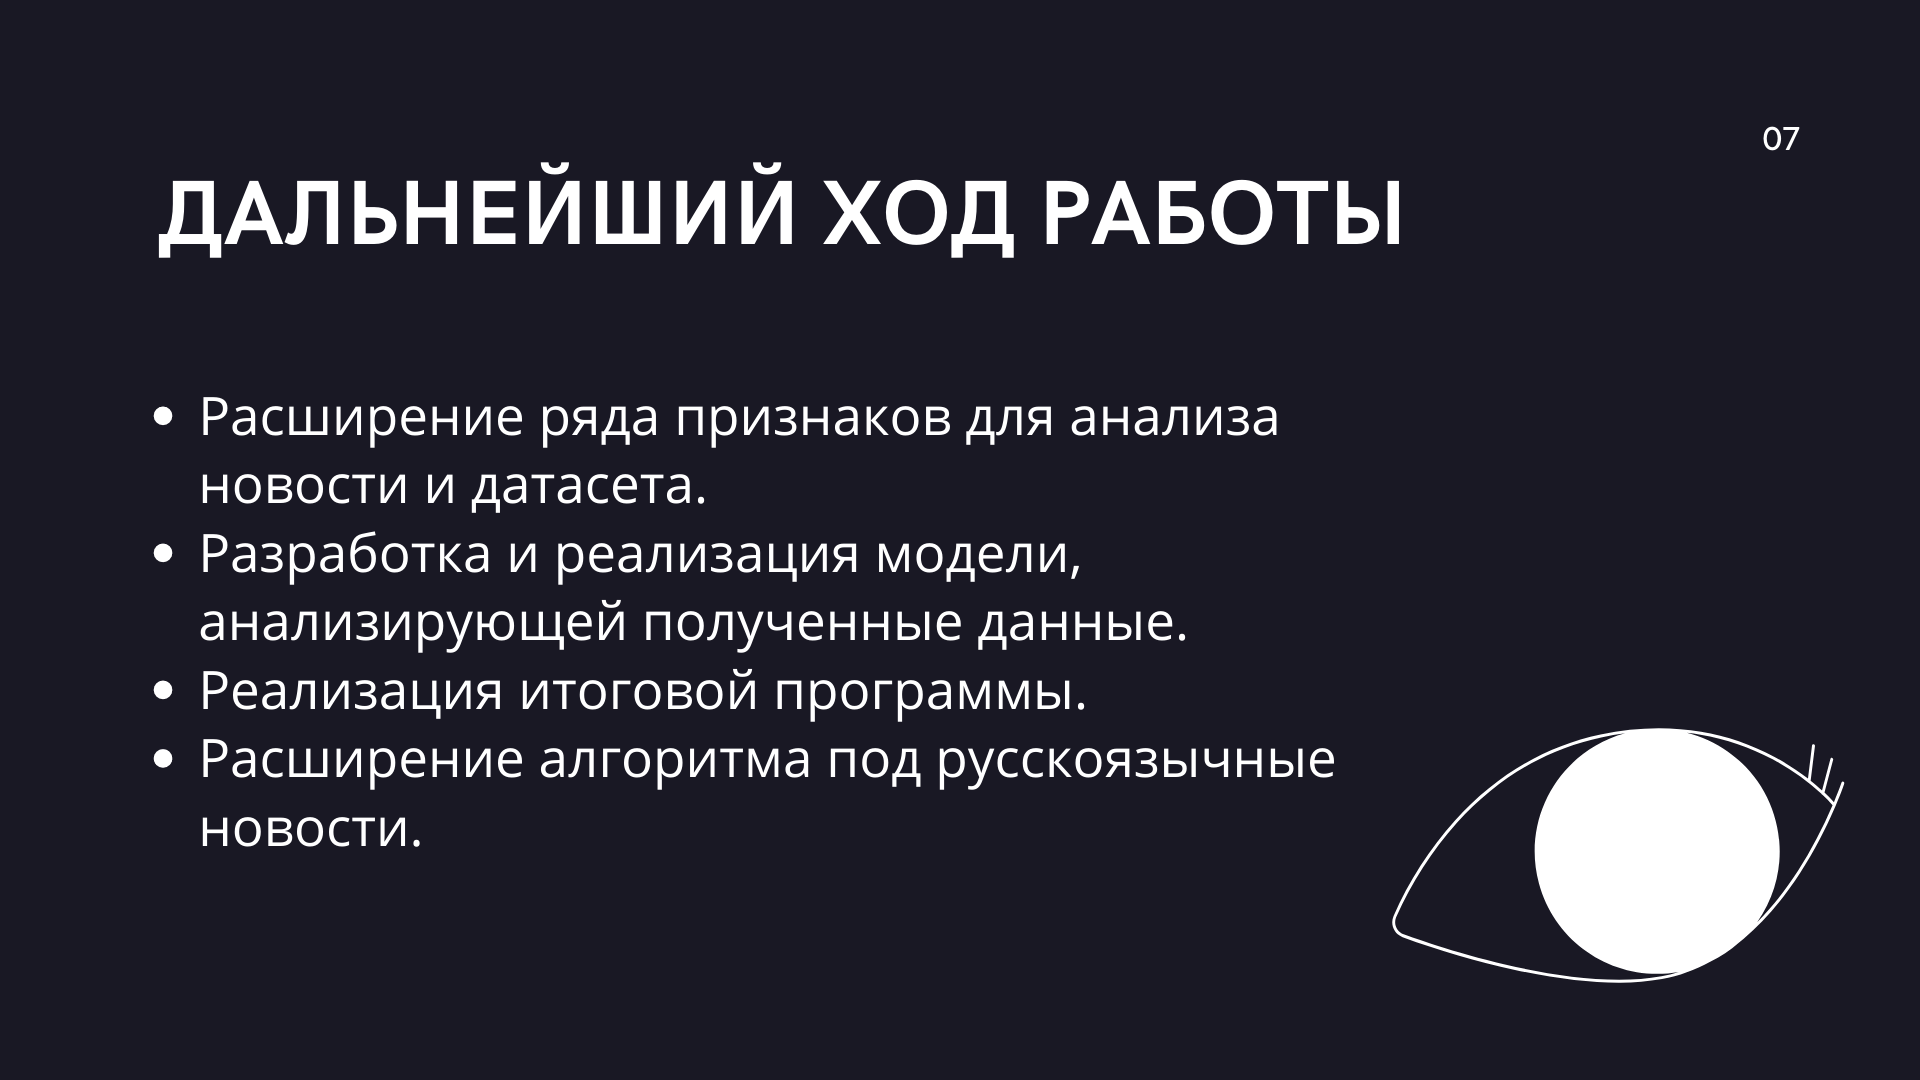 07
ДАЛЬНЕЙШИЙ ХОД РАБОТЫ
• Расширение ряда признаков для анализа
новости и датасета.
• Разработка и реализация модели,
анализирующей полученные данные.
• Реализация итоговой программы.
• Расширение алгоритма под русскоязычные
новости.